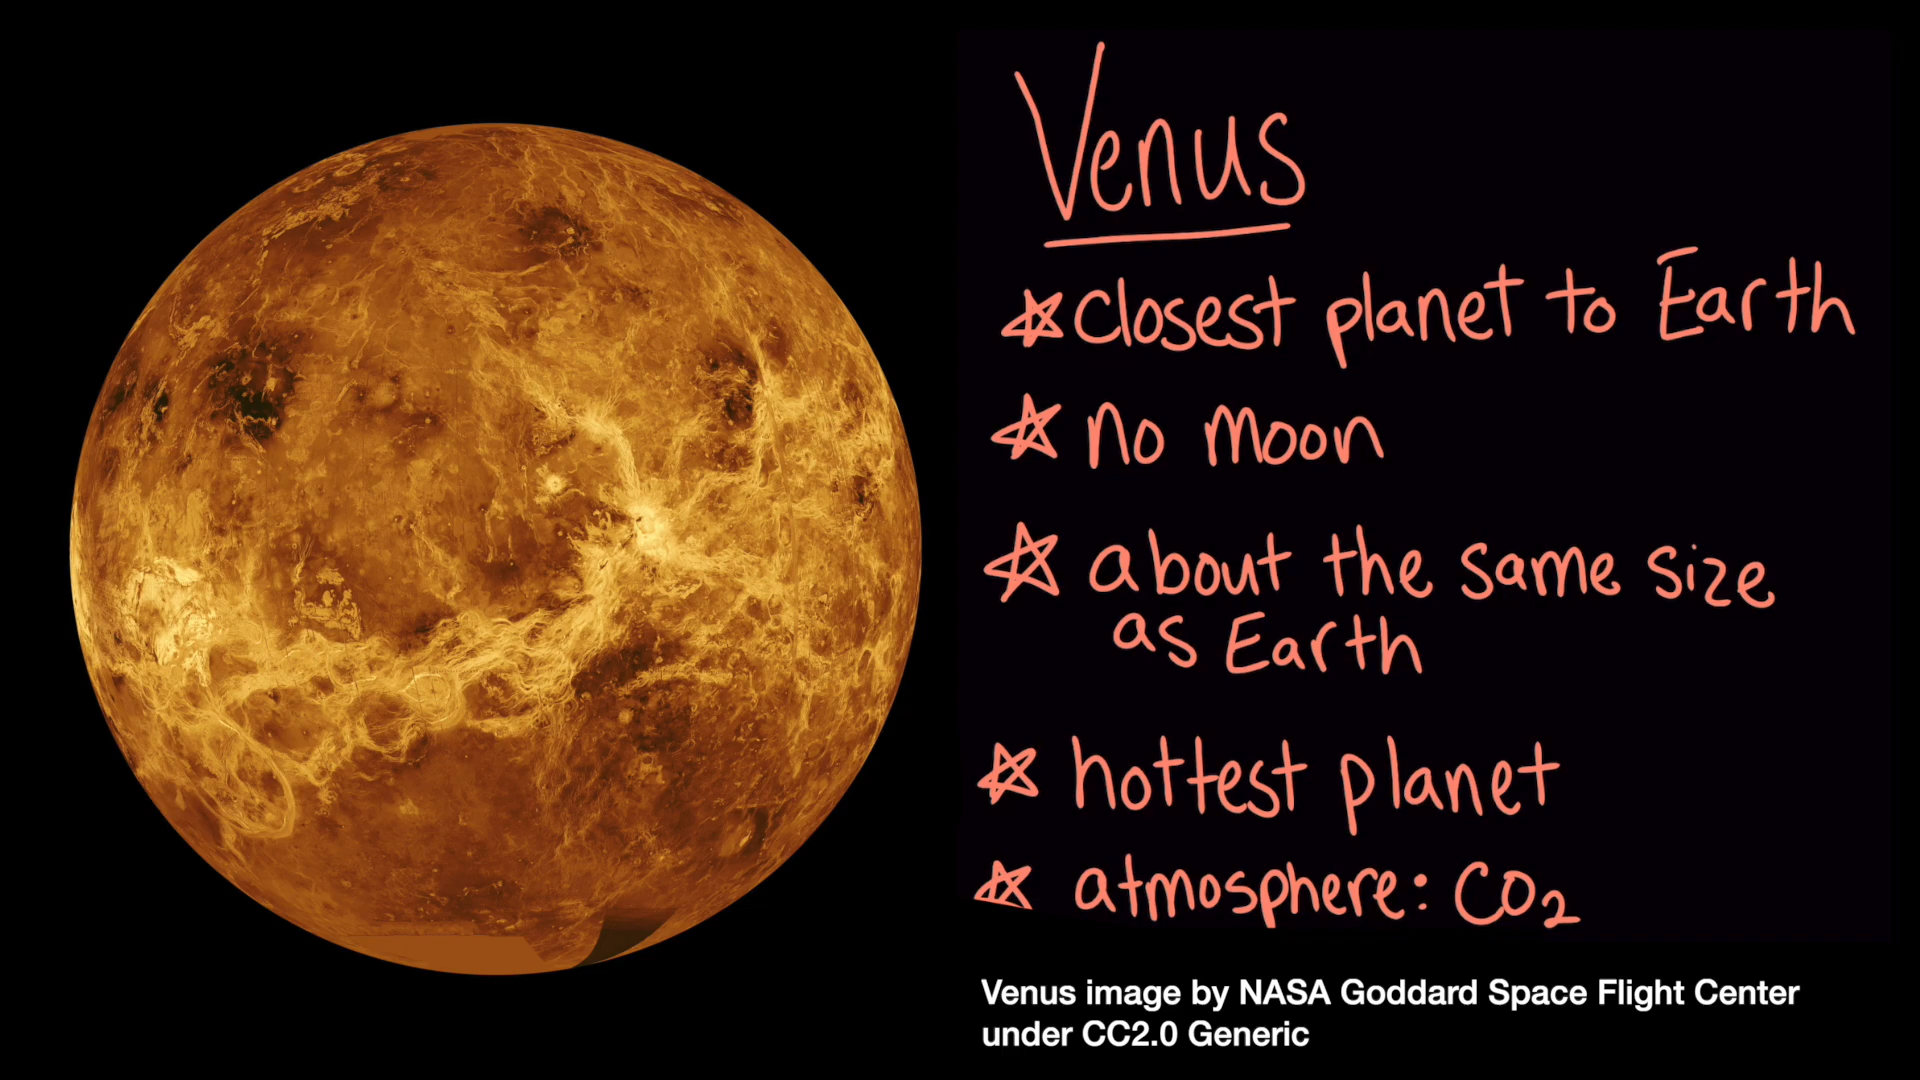 Venus
closest planet to Earth
no moon
about the same size
as Earth
hottest planet
atmosphere: CO₂
Venus image by NASA Goddard Space Flight Center
under CC2.0 Generic